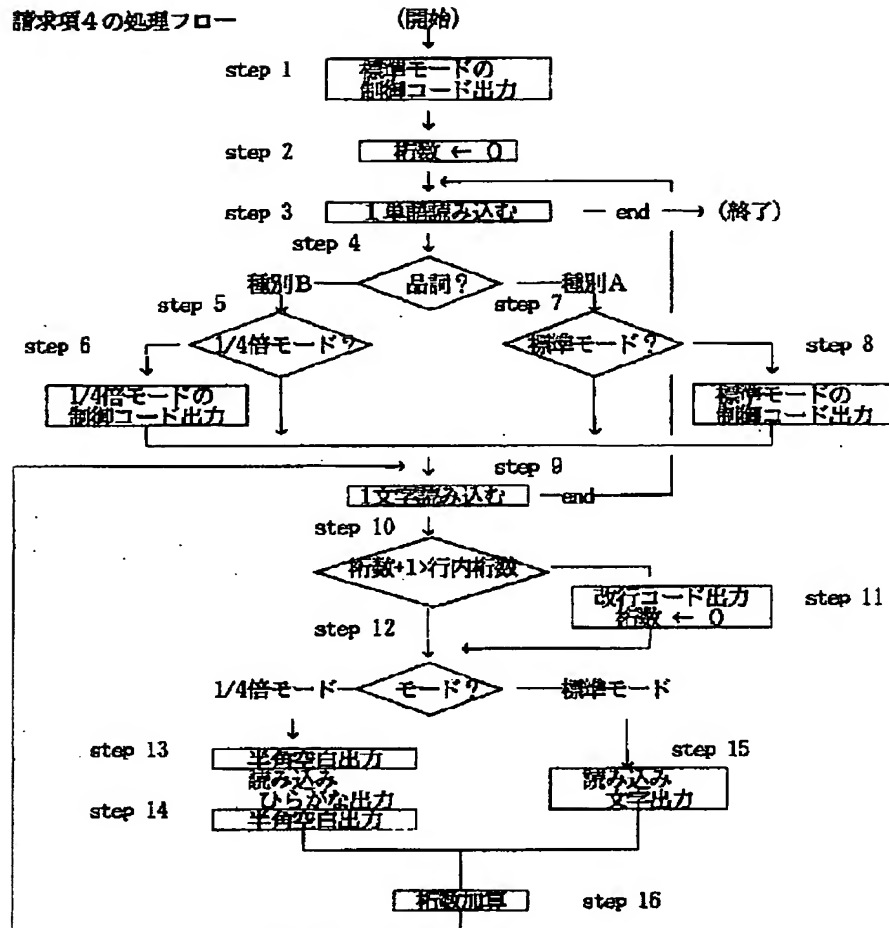 請求項4の処理フロー
(開始)
step 1
標準モードの
制御コード出力
step 2
桁数 ← 0
step 3
1単語読み込む
end
(終了)
step 4
種別B
品詞?
種別A
step 5
step 7
step 6
1/4倍モード?
標準モード?
step 8
1/4倍モードの
制御コード出力
標準モードの
制御コード出力
step 9
1文字読み込む
end
step 10
桁数+1>行内桁数
改行コード出力
桁数 ← 0
step 11
step 12
1/4倍モード
モード?
標準モード
step 13
半角空白出力
step 15
読み込み
ひらがな出力
読み込み
文字出力
step 14
半角空白出力
桁数加算
step 16